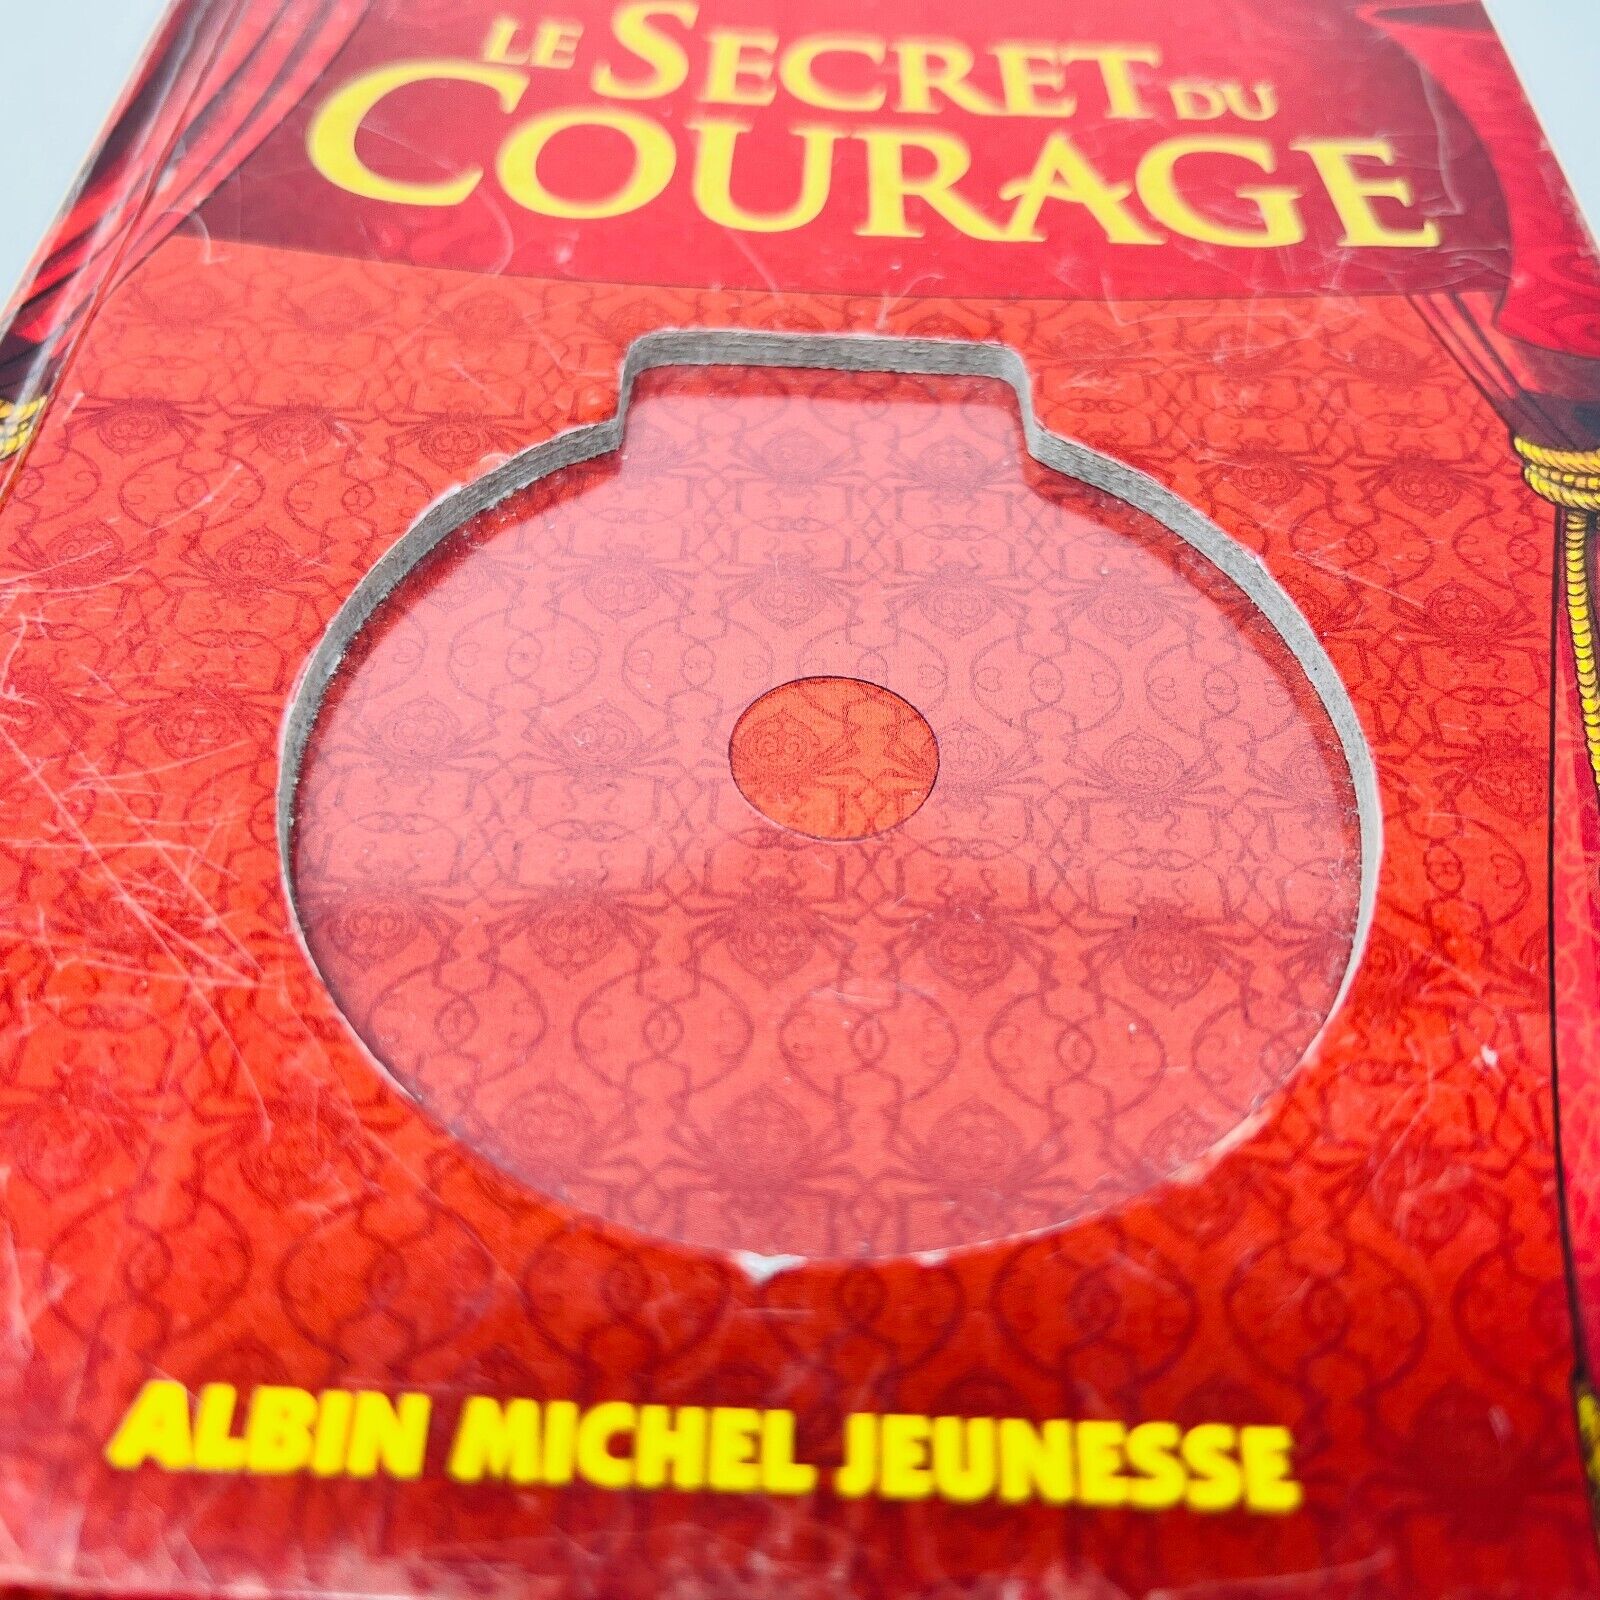 LE SECRET DU
COURAGE
ALBIN MICHEL JEUNESSE